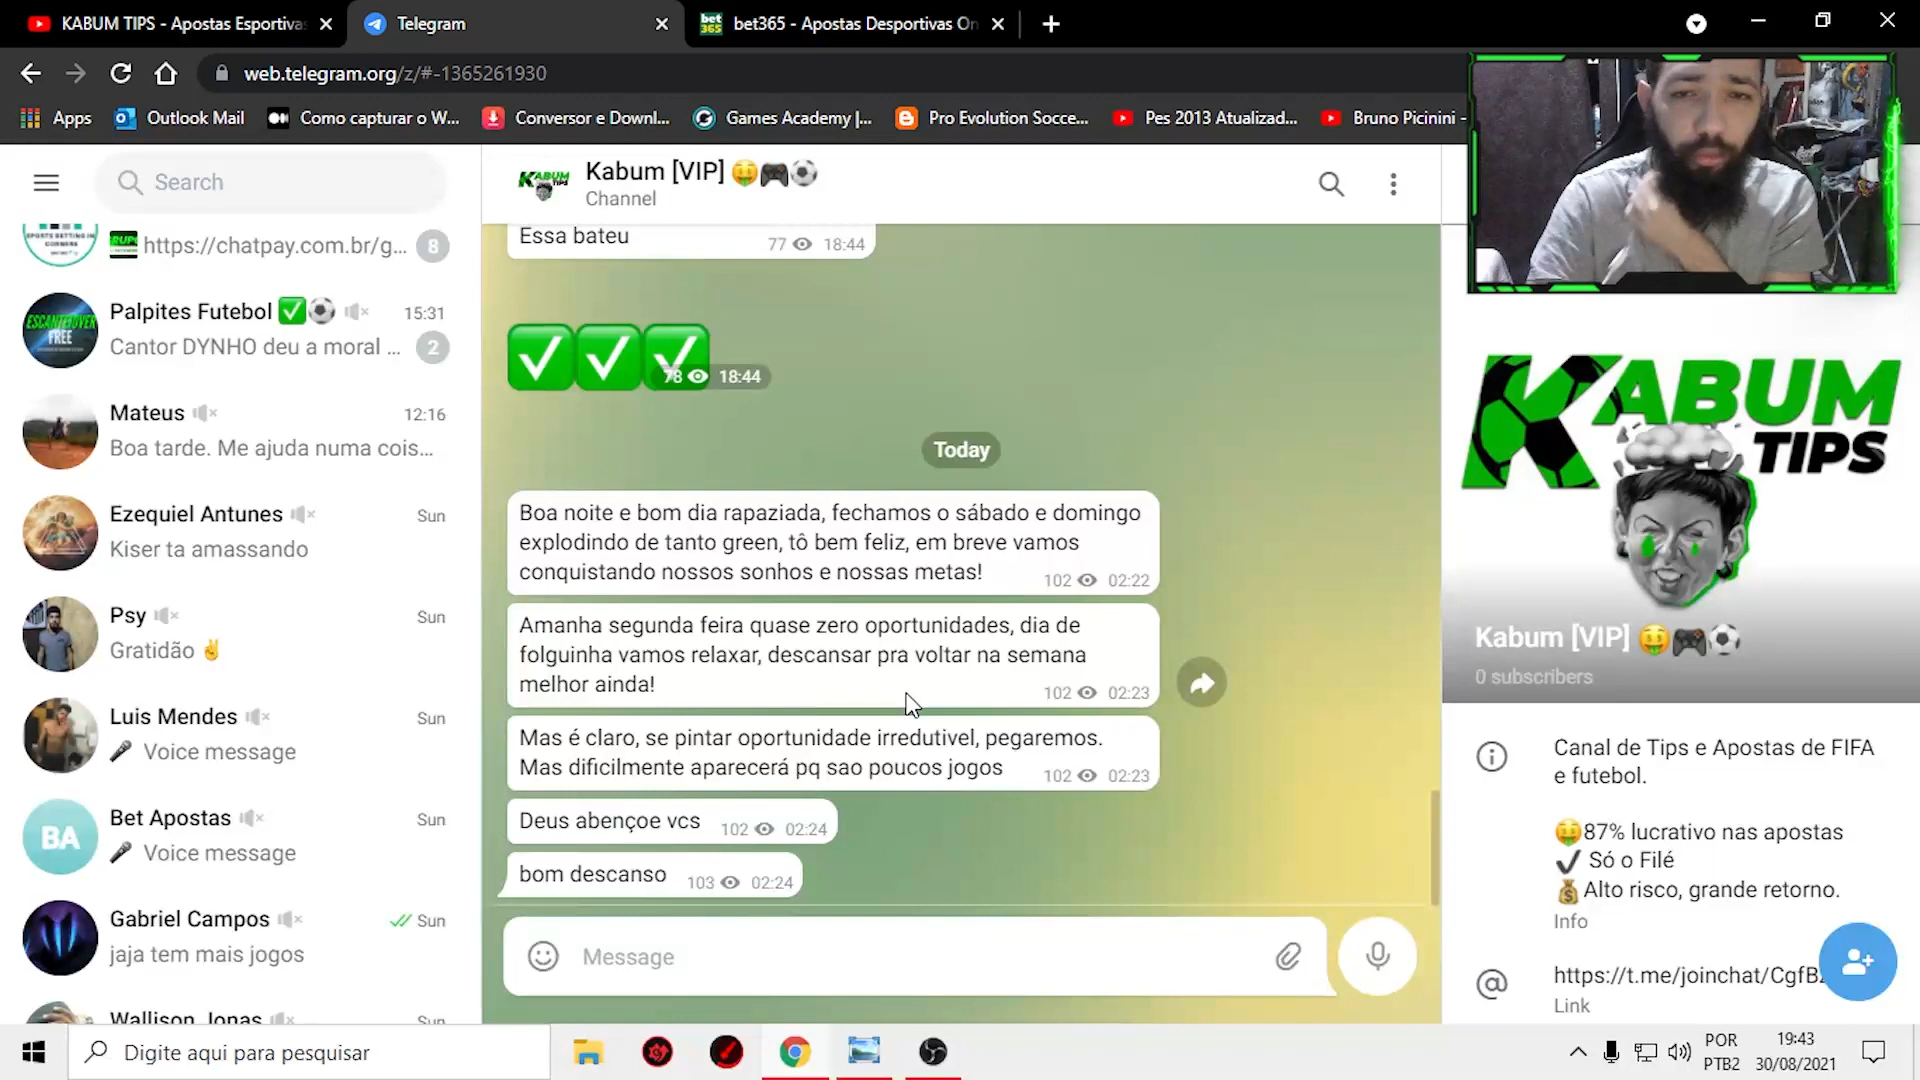 KABUM TIPS - Apostas Esportiva
Telegram
bet365 - Apostas Desportivas On
web.telegram.org/z/#-1365261930
Apps
Outlook Mail
Como capturar o W...
Conversor e Downl...
Games Academy |...
Pro Evolution Socce...
Pes 2013 Atualizad...
Bruno Picinini -
Search
https://chatpay.com.br/g...
8
Palpites Futebol ✅⚽
15:31
Cantor DYNHO deu a moral ...
2
Mateus
12:16
Boa tarde. Me ajuda numa cois...
Ezequiel Antunes
Sun
Kiser ta amassando
Psy
Sun
Gratidão ✌
Luis Mendes
Sun
Voice message
BA
Bet Apostas
Sun
Voice message
Gabriel Campos
Sun
jaja tem mais jogos
Wallison Jonas
Sun
Kabum [VIP] 🤑🎮⚽
Channel
Essa bateu
77 18:44
✅✅✅
78 18:44
Today
Boa noite e bom dia rapaziada, fechamos o sábado e domingo
explodindo de tanto green, tô bem feliz, em breve vamos
conquistando nossos sonhos e nossas metas!
102 02:22
Amanha segunda feira quase zero oportunidades, dia de
folguinha vamos relaxar, descansar pra voltar na semana
melhor ainda!
102 02:23
Mas é claro, se pintar oportunidade irredutivel, pegaremos.
Mas dificilmente aparecerá pq sao poucos jogos
102 02:23
Deus abençoe vcs
102 02:24
bom descanso
103 02:24
Message
KABUM
TIPS
Kabum [VIP] 🤑🎮⚽
0 subscribers
Canal de Tips e Apostas de FIFA
e futebol.
🤑87% lucrativo nas apostas
✔ Só o Filé
💰Alto risco, grande retorno.
Info
https://t.me/joinchat/CgfB
Link
Digite aqui para pesquisar
POR
PTB2
19:43
30/08/2021